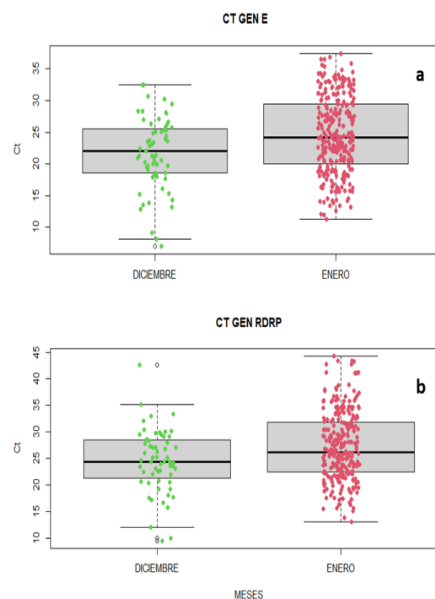 CT GEN E
a
35
30
25
20
15
10
Ct
DICIEMBRE
ENERO
CT GEN RDRP
b
45
40
35
30
25
20
15
10
Ct
DICIEMBRE
ENERO
MESES